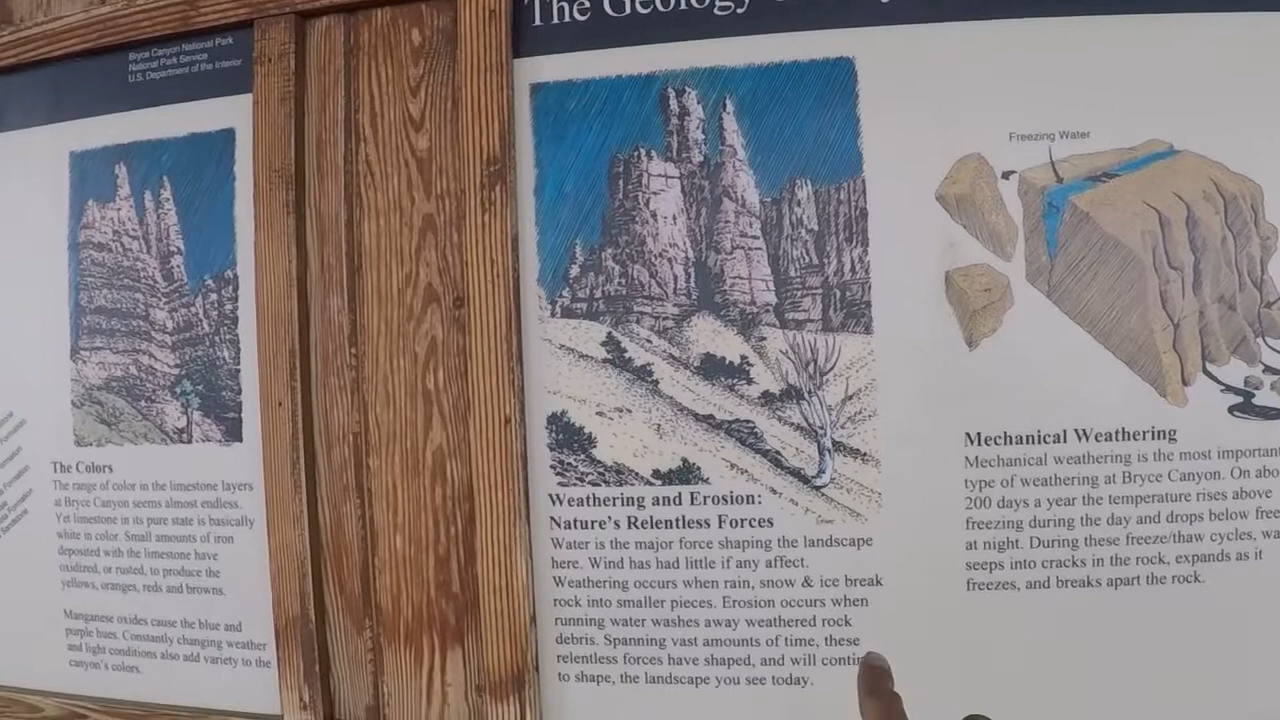 Bryce Canyon National Park
National Park Service
U.S. Department of the Interior
The Colors
The range of color in the limestone layers
at Bryce Canyon seems almost endless.
Yet limestone in its pure state is basically
white in color. Small amounts of iron
deposited with the limestone have
oxidized, or rusted, to produce the
yellows, oranges, reds and browns.
Manganese oxides cause the blue and
purple hues. Constantly changing weather
and light conditions also add variety to the
canyon's colors.
The Geology
Weathering and Erosion:
Nature's Relentless Forces
Water is the major force shaping the landscape
here. Wind has had little if any affect.
Weathering occurs when rain, snow & ice break
rock into smaller pieces. Erosion occurs when
running water washes away weathered rock
debris. Spanning vast amounts of time, these
relentless forces have shaped, and will contin
to shape, the landscape you see today.
Freezing Water
Mechanical Weathering
Mechanical weathering is the most important
type of weathering at Bryce Canyon. On abo
200 days a year the temperature rises above
freezing during the day and drops below free
at night. During these freeze/thaw cycles, wa
seeps into cracks in the rock, expands as it
freezes, and breaks apart the rock.